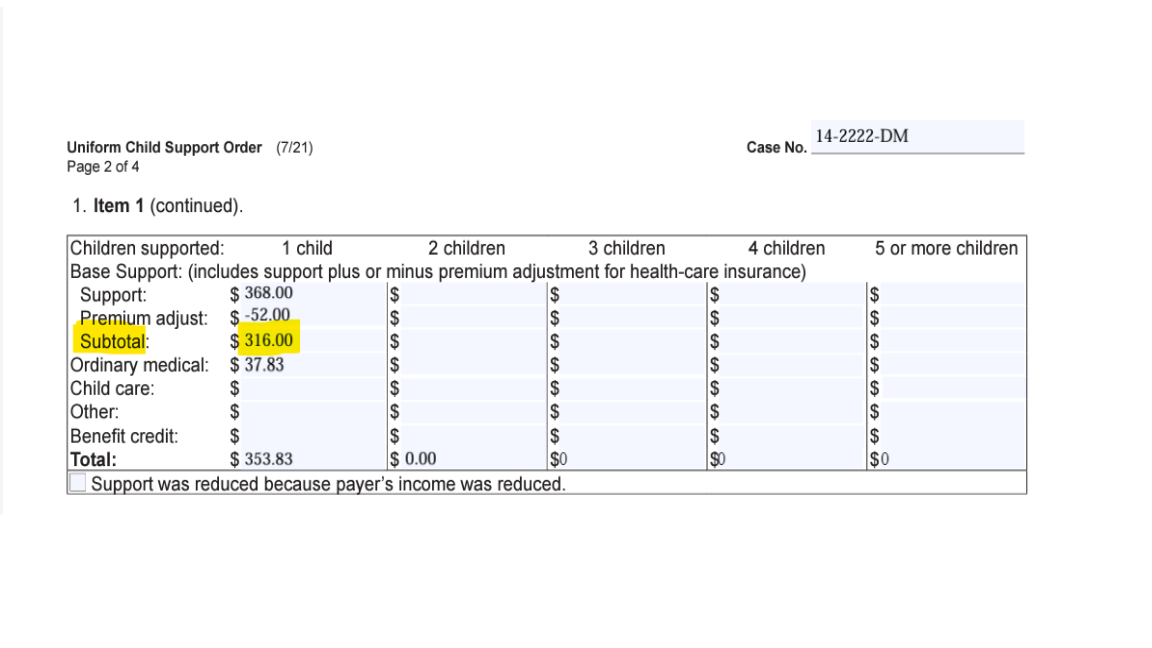 Uniform Child Support Order (7/21)
Case No. 14-2222-DM
Page 2 of 4
1. Item 1 (continued).
Children supported: 1 child 2 children 3 children 4 children 5 or more children
Base Support: (includes support plus or minus premium adjustment for health-care insurance)
Support: $ 368.00 $ $ $ $
Premium adjust: $ -52.00 $ $ $ $
Subtotal: $ 316.00 $ $ $ $
Ordinary medical: $ 37.83 $ $ $ $
Child care: $ $ $ $ $
Other: $ $ $ $ $
Benefit credit: $ $ $ $ $
Total: $ 353.83 $ 0.00 $0 $0 $0
Support was reduced because payer's income was reduced.